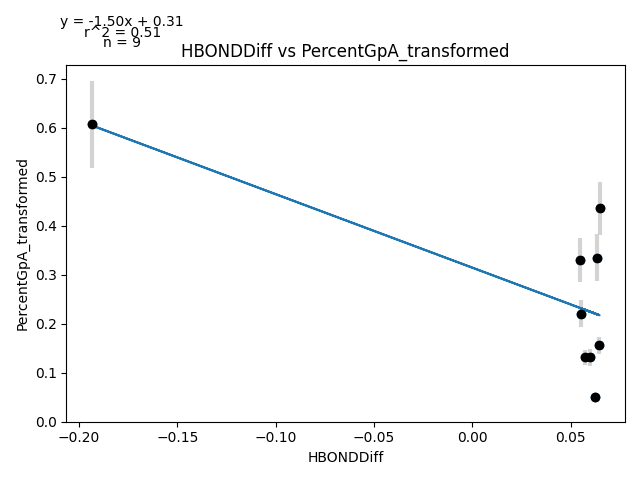 y = -1.50x + 0.31
r^2 = 0.51
n = 9
HBONDDiff vs PercentGpA_transformed
0.7
0.6
0.5
0.4
0.3
0.2
0.1
0.0
PercentGpA_transformed
−0.20
−0.15
−0.10
−0.05
0.00
0.05
HBONDDiff